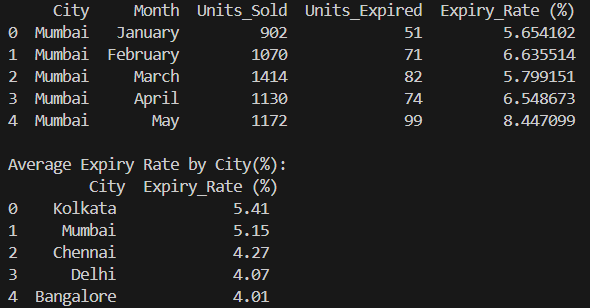 City Month Units_Sold Units_Expired Expiry_Rate (%)
0 Mumbai January 902 51 5.654102
1 Mumbai February 1070 71 6.635514
2 Mumbai March 1414 82 5.799151
3 Mumbai April 1130 74 6.548673
4 Mumbai May 1172 99 8.447099
Average Expiry Rate by City(%):
City Expiry_Rate (%)
0 Kolkata 5.41
1 Mumbai 5.15
2 Chennai 4.27
3 Delhi 4.07
4 Bangalore 4.01